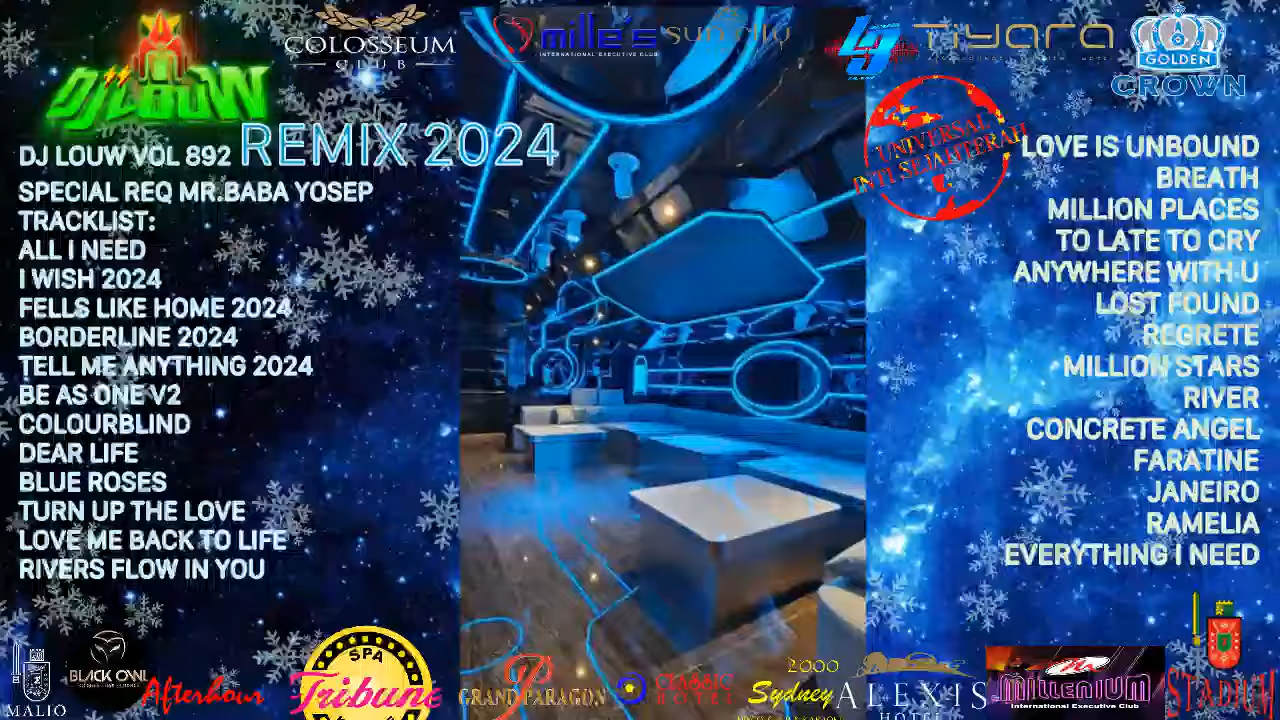 COLOSSEUM
CLUB
mille's
INTERNATIONAL EXECUTIVE CLUB
sun city
Tiyara
GOLDEN
CROWN
DJ LOUW
UNIVERSAL
INTI SEJAHTERAH
DJ LOUW VOL 892 REMIX 2024
SPECIAL REQ MR.BABA YOSEP
TRACKLIST:
ALL I NEED
I WISH 2024
FELLS LIKE HOME 2024
BORDERLINE 2024
TELL ME ANYTHING 2024
BE AS ONE V2
COLOURBLIND
DEAR LIFE
BLUE ROSES
TURN UP THE LOVE
LOVE ME BACK TO LIFE
RIVERS FLOW IN YOU
LOVE IS UNBOUND
BREATH
MILLION PLACES
TO LATE TO CRY
ANYWHERE WITH U
LOST FOUND
REGRETE
MILLION STARS
RIVER
CONCRETE ANGEL
FARATINE
JANEIRO
RAMELIA
EVERYTHING I NEED
MALIO
BLACK OWL
Afterhour
SPA
Tribune
GRAND PARAGON
CLASSIC
HOTEL
2000
Sydney
ALEXIS
HOTEL
MILLENIUM
International Executive Club
STADIUM